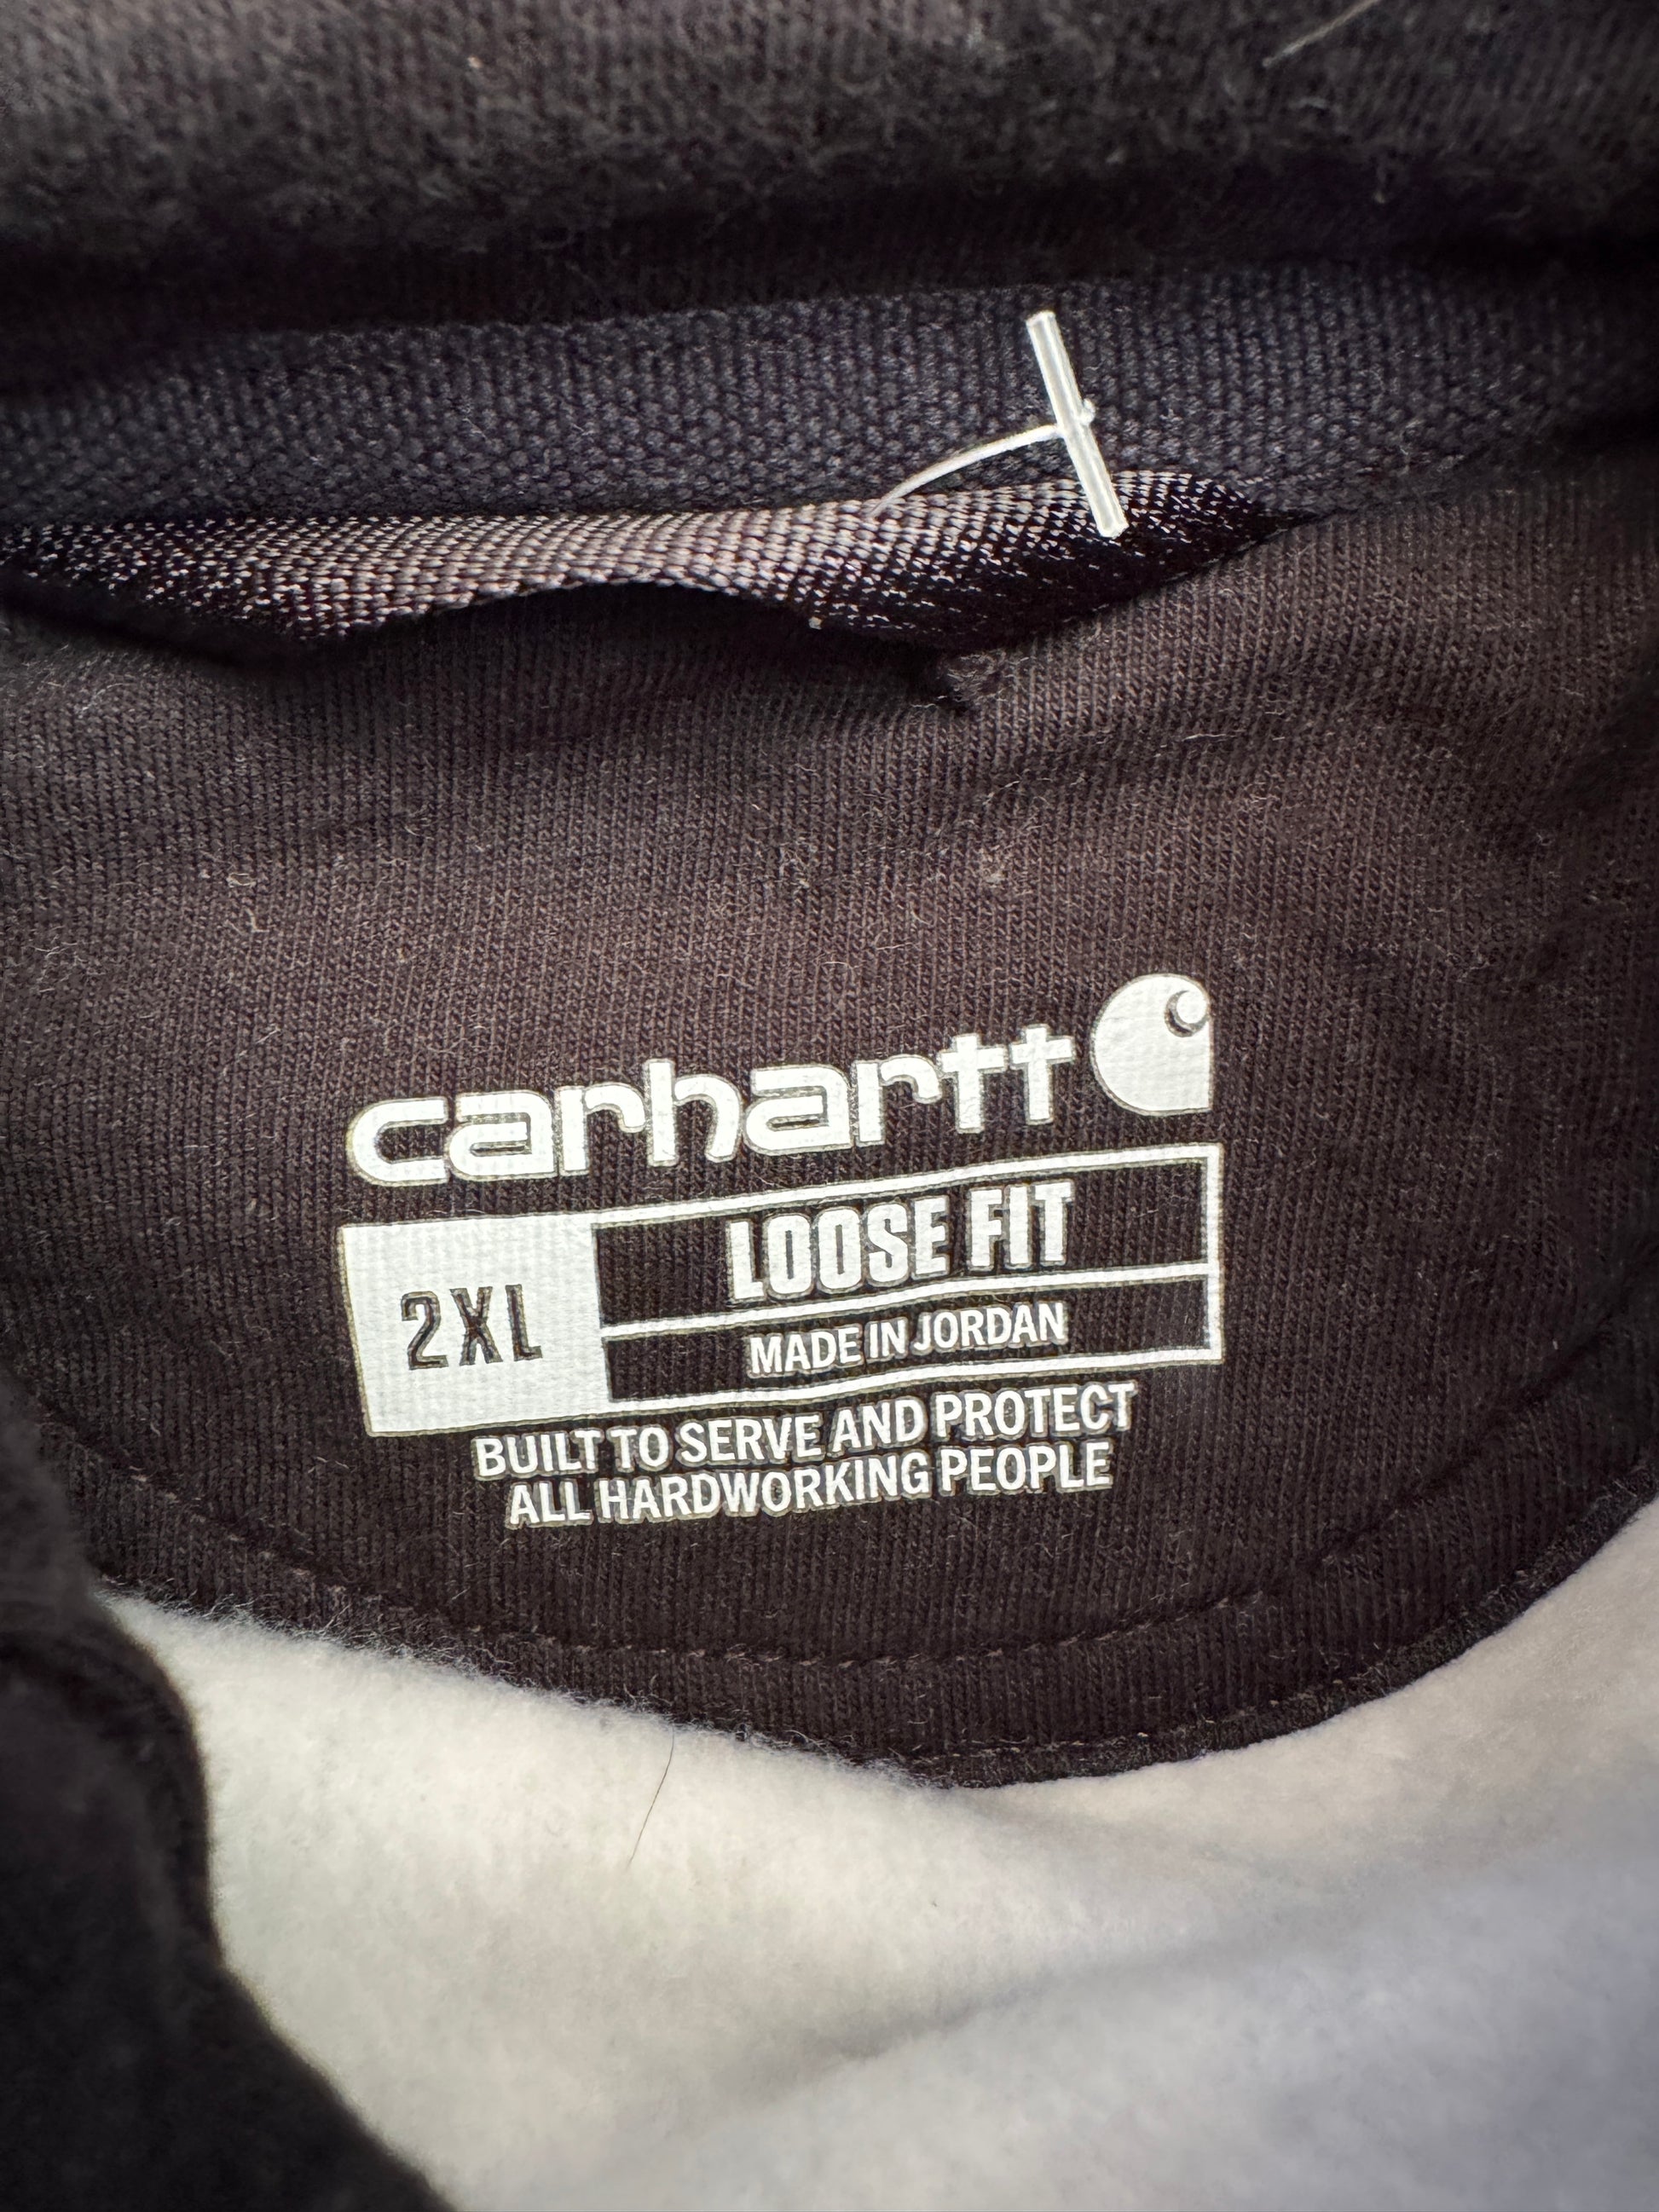 carhartt
2XL
LOOSE FIT
MADE IN JORDAN
BUILT TO SERVE AND PROTECT
ALL HARDWORKING PEOPLE